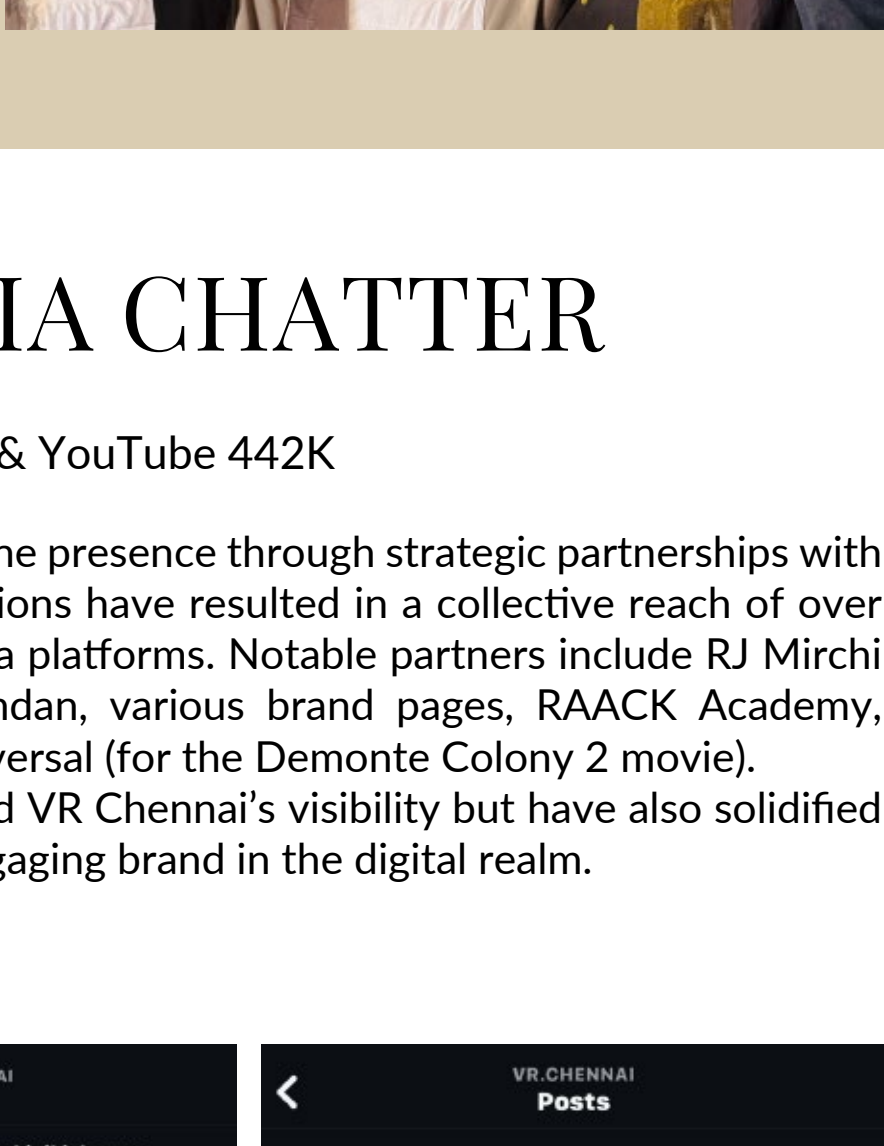 IA CHATTER
& YouTube 442K
ne presence through strategic partnerships with
ions have resulted in a collective reach of over
a platforms. Notable partners include RJ Mirchi
ndan, various brand pages, RAACK Academy,
versal (for the Demonte Colony 2 movie).
d VR Chennai’s visibility but have also solidified
gaging brand in the digital realm.
AI
VR.CHENNAI
Posts